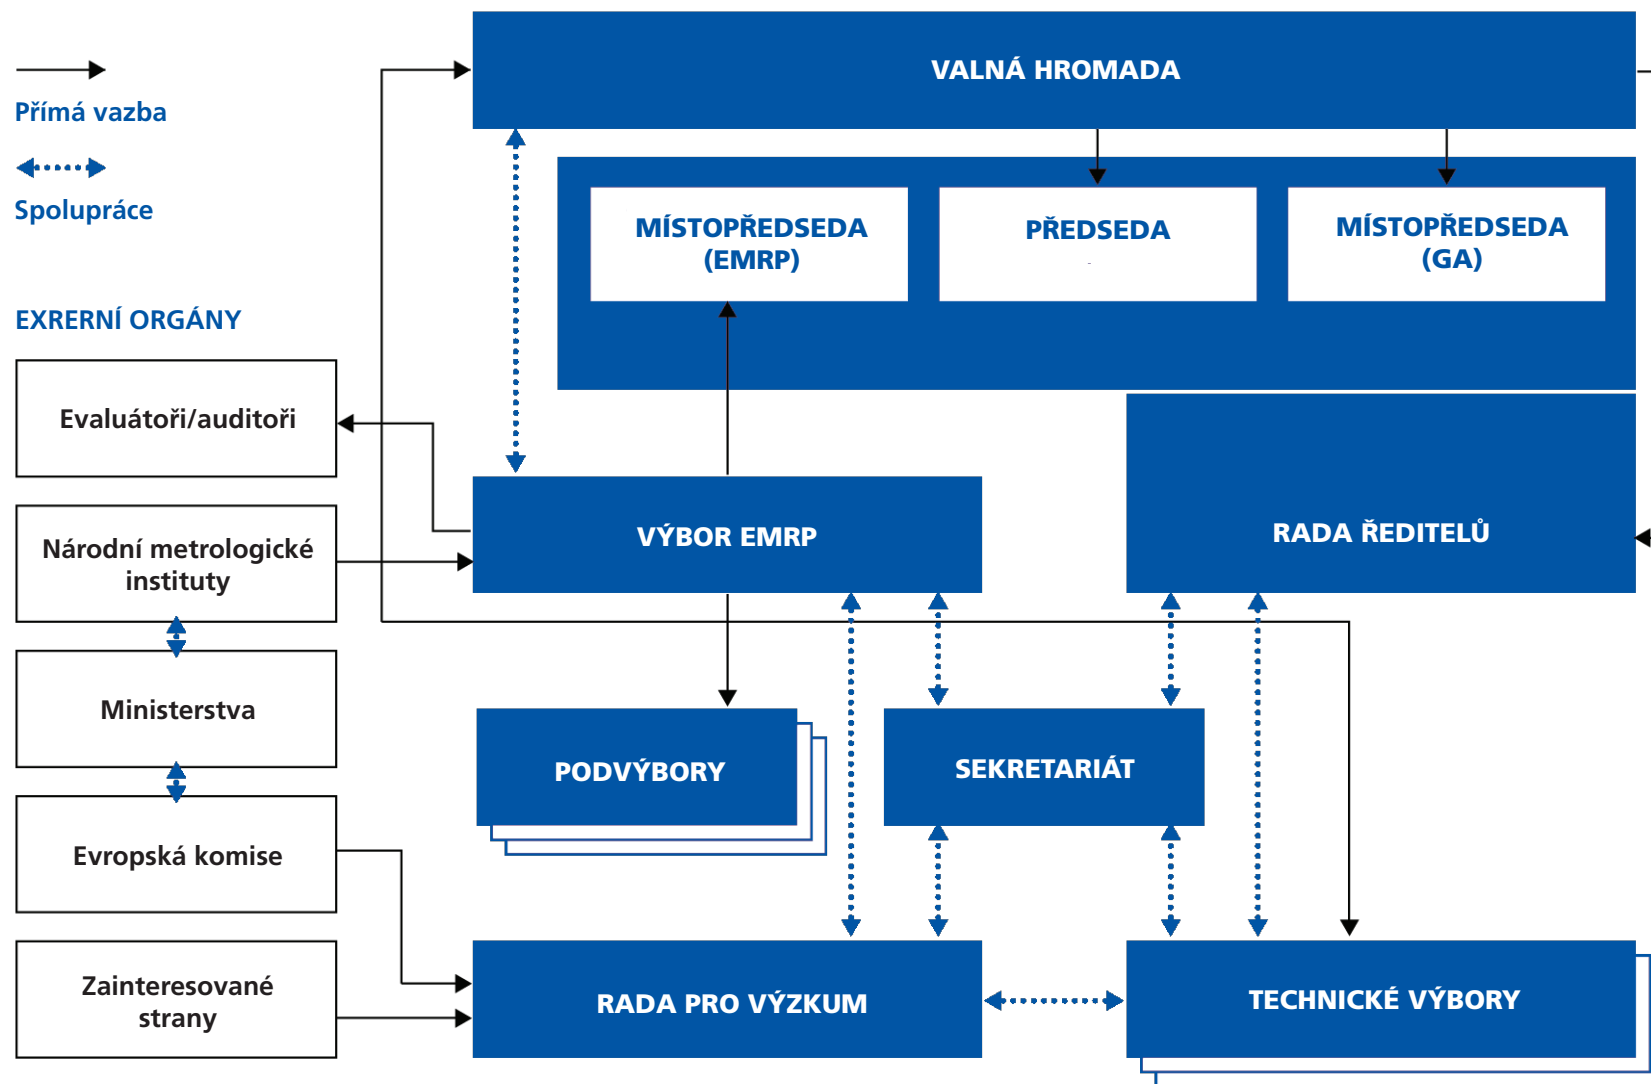 VALNÁ HROMADA
Přímá vazba
Spolupráce
MÍSTOPŘEDSEDA
(EMRP)
PŘEDSEDA
MÍSTOPŘEDSEDA
(GA)
EXRERNÍ ORGÁNY
Evaluátoři/auditoři
Národní metrologické
instituty
Ministerstva
Evropská komise
Zainteresované
strany
VÝBOR EMRP
RADA ŘEDITELŮ
PODVÝBORY
SEKRETARIÁT
RADA PRO VÝZKUM
TECHNICKÉ VÝBORY